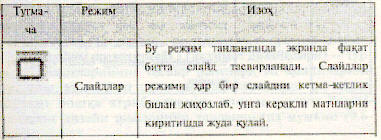 Тугма-ча Режим Изоҳ
Бу режим танланганда экранда фақат
битта слайд тасвирланади. Слайдлар
Слайдлар режими ҳар бир слайдни кетма-кетлик
билан жиҳозлаб, унга керакли матнларни
киритишда жуда қулай.